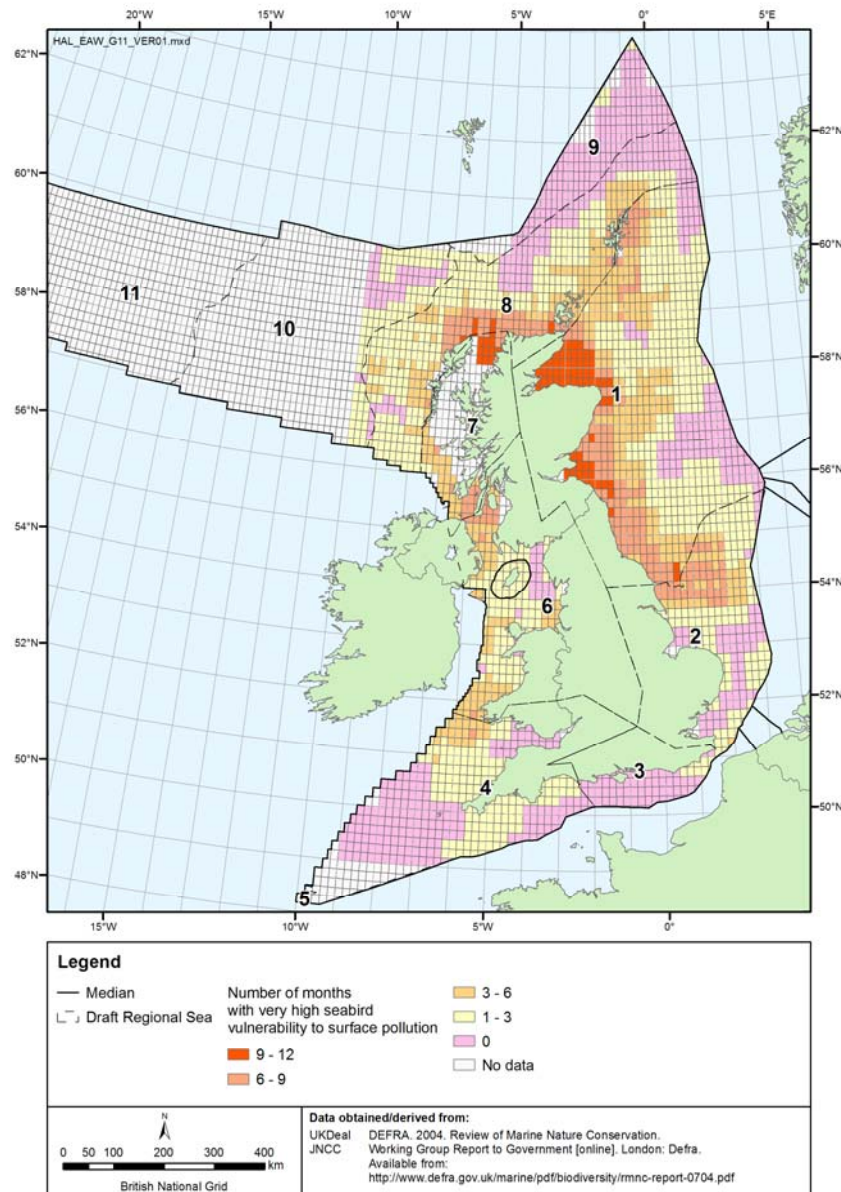 20°W 15°W 10°W 5°W 0° 5°E
HAL_EAW_G11_VER01.mxd
62°N
62°N
60°N
60°N
58°N
58°N
56°N
56°N
54°N
54°N
52°N
52°N
50°N
50°N
48°N
9
11
10
8
1
7
6
2
3
4
5
15°W 10°W 5°W 0°
Legend
Median
Draft Regional Sea
Number of months
with very high seabird
vulnerability to surface pollution
9 - 12
6 - 9
3 - 6
1 - 3
0
No data
N
0 50 100 200 300 400
km
British National Grid
Data obtained/derived from:
UKDeal DEFRA. 2004. Review of Marine Nature Conservation.
JNCC Working Group Report to Government [online]. London: Defra.
Available from:
http://www.defra.gov.uk/marine/pdf/biodiversity/rmnc-report-0704.pdf